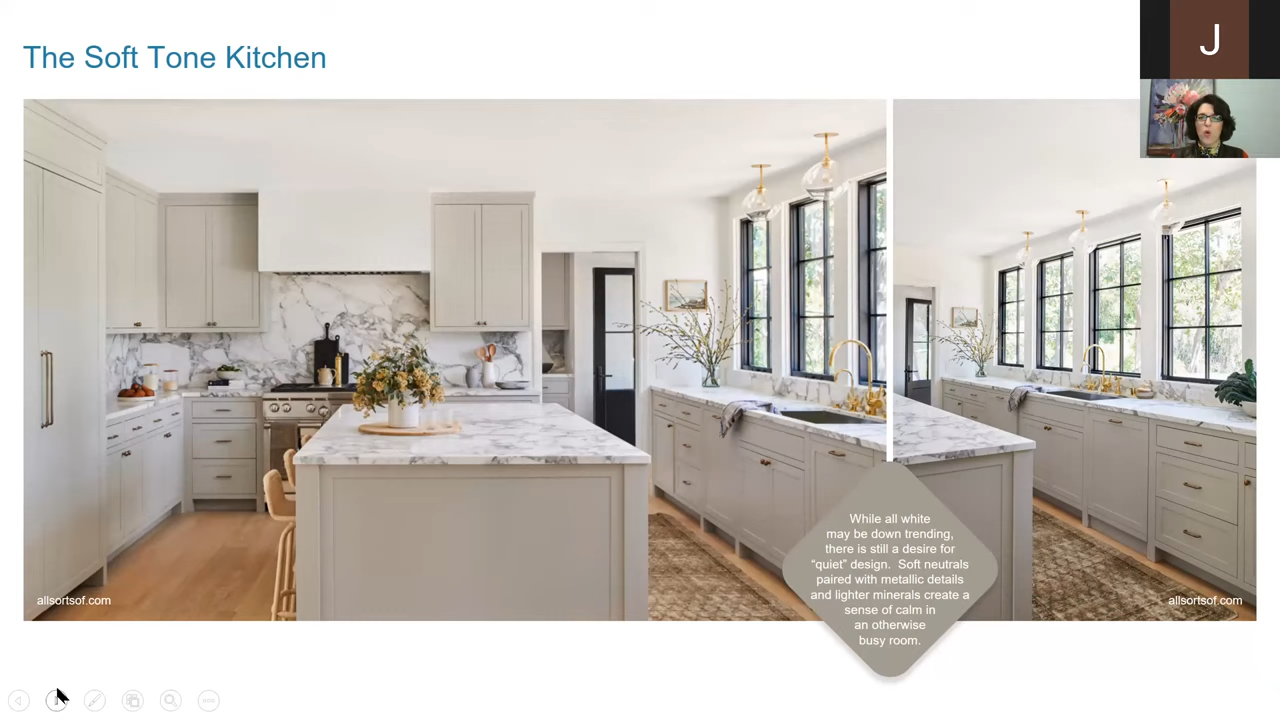 The Soft Tone Kitchen
J
While all white
may be down trending,
there is still a desire for
“quiet” design.  Soft neutrals
paired with metallic details
and lighter minerals create a
sense of calm in
an otherwise
busy room.
allsortsof.com
allsortsof.com